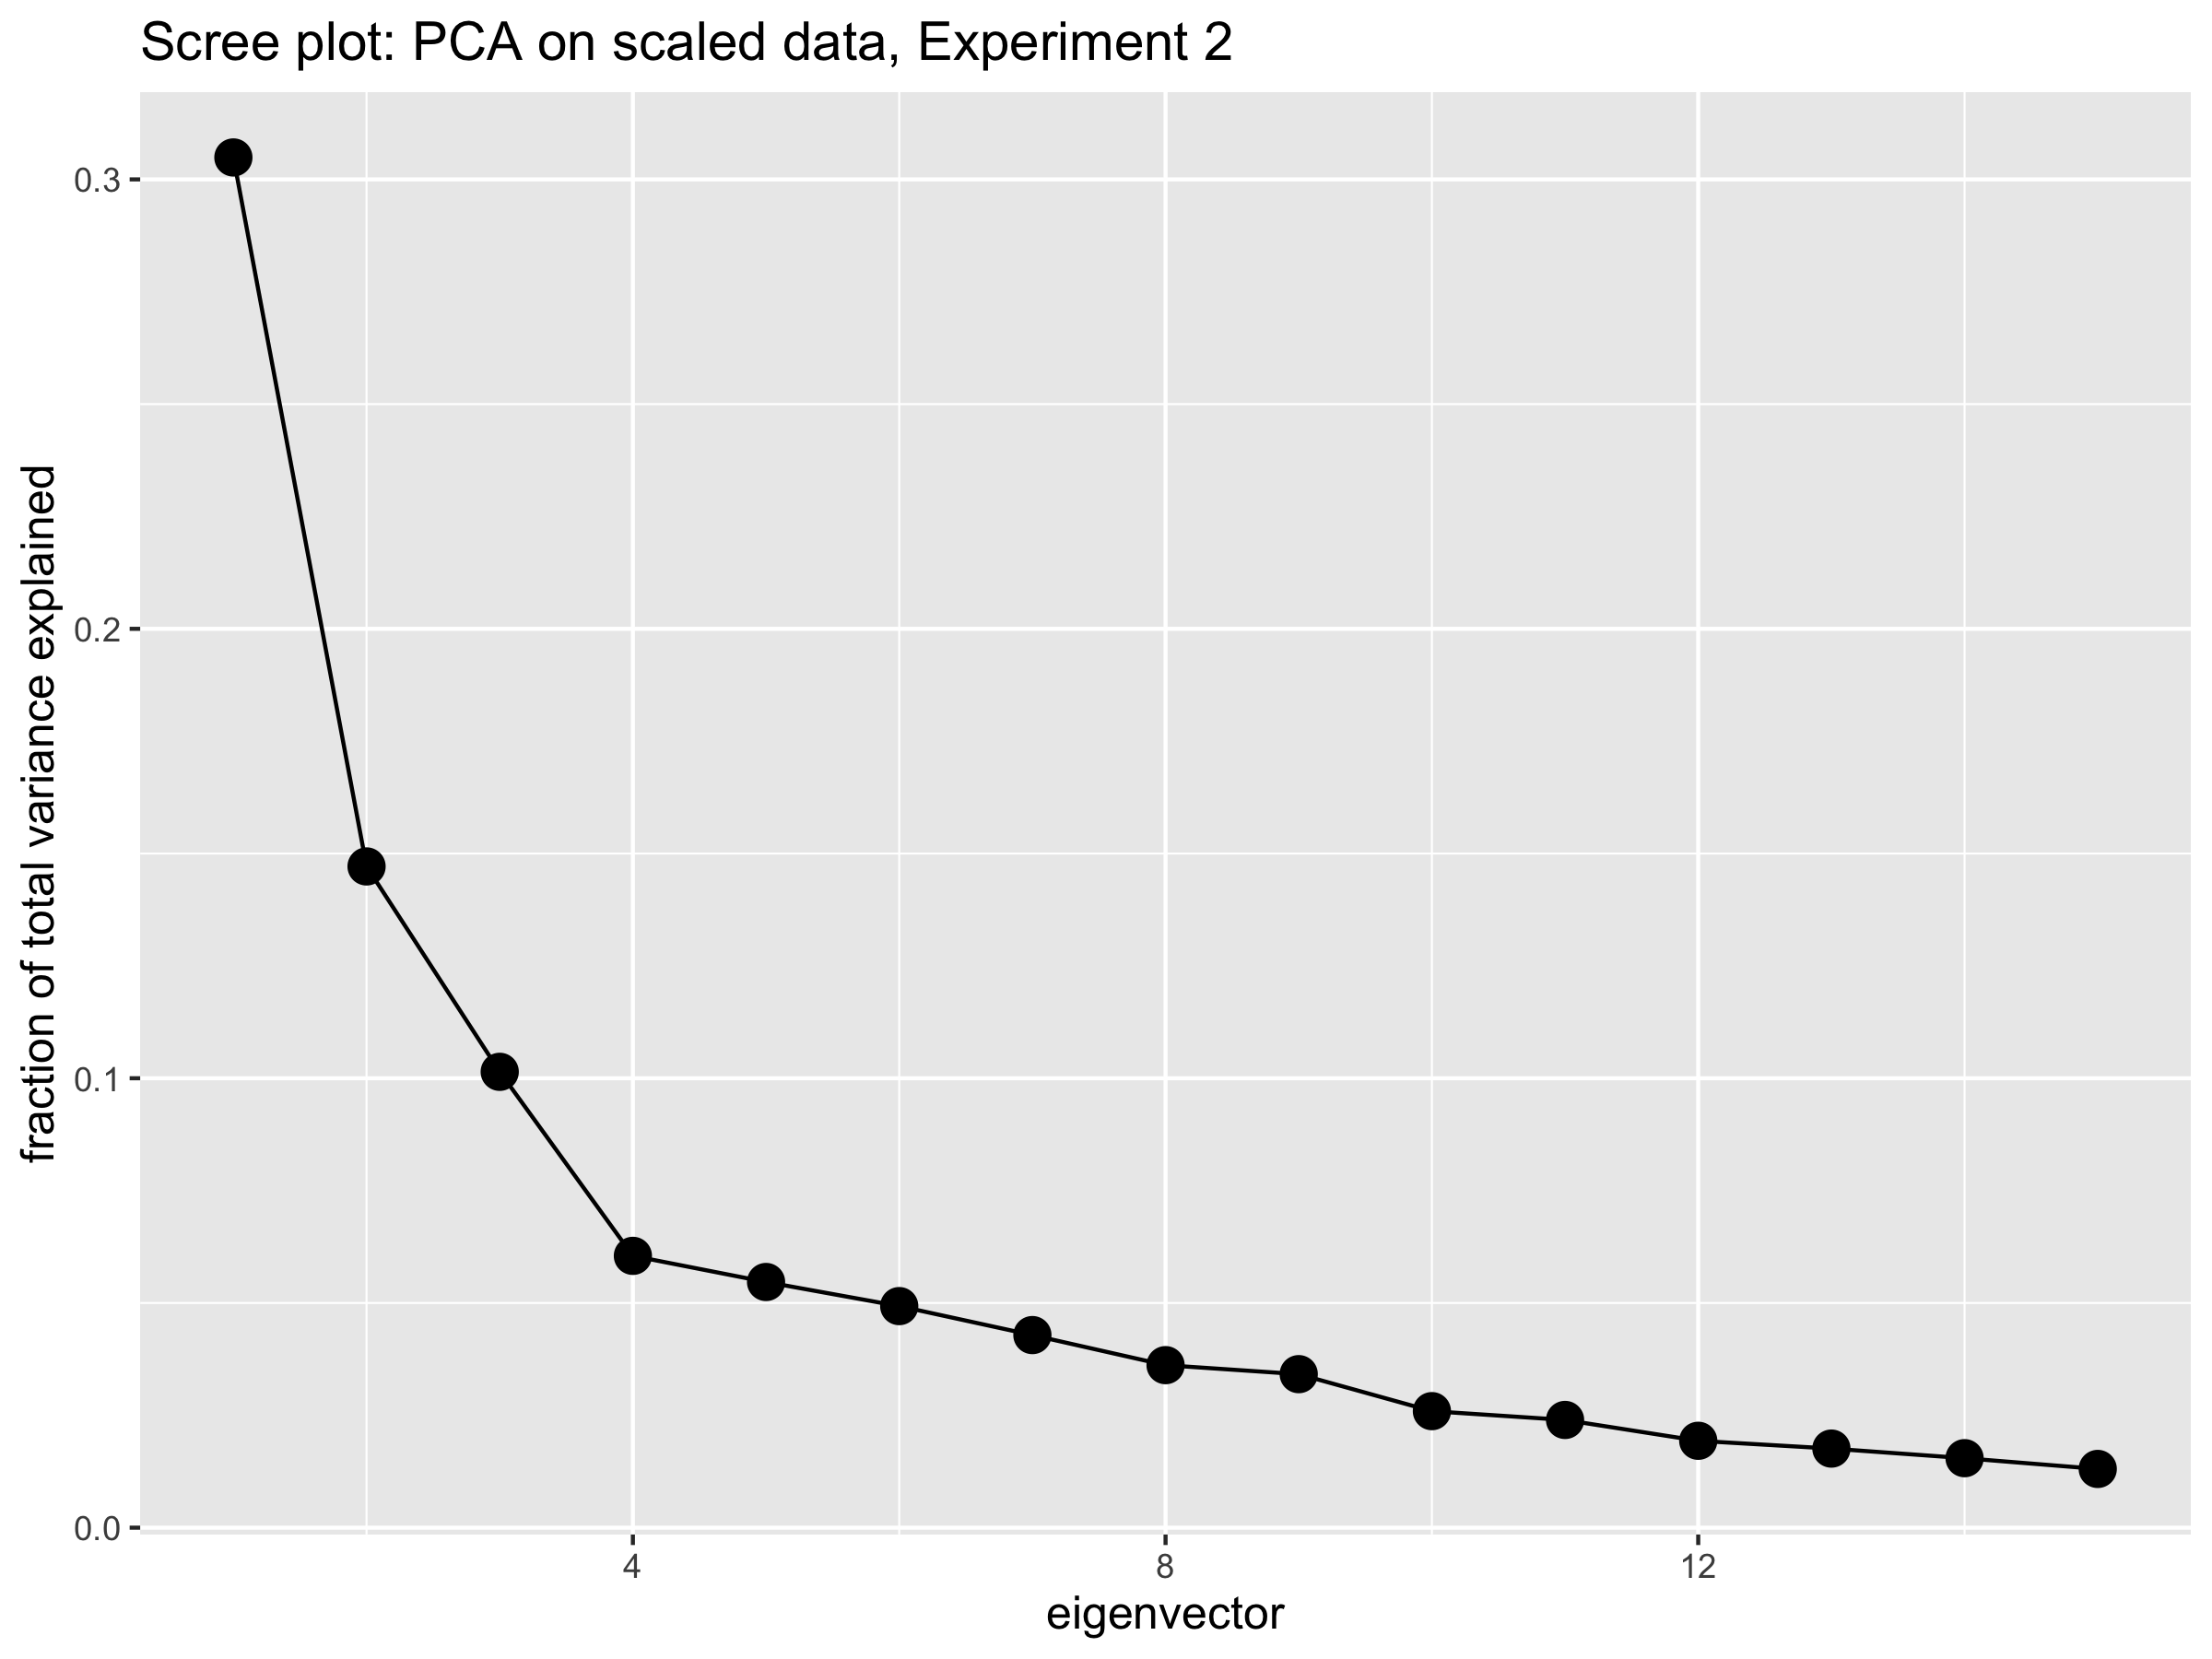 Scree plot: PCA on scaled data, Experiment 2
fraction of total variance explained
0.3
0.2
0.1
0.0
4
8
12
eigenvector